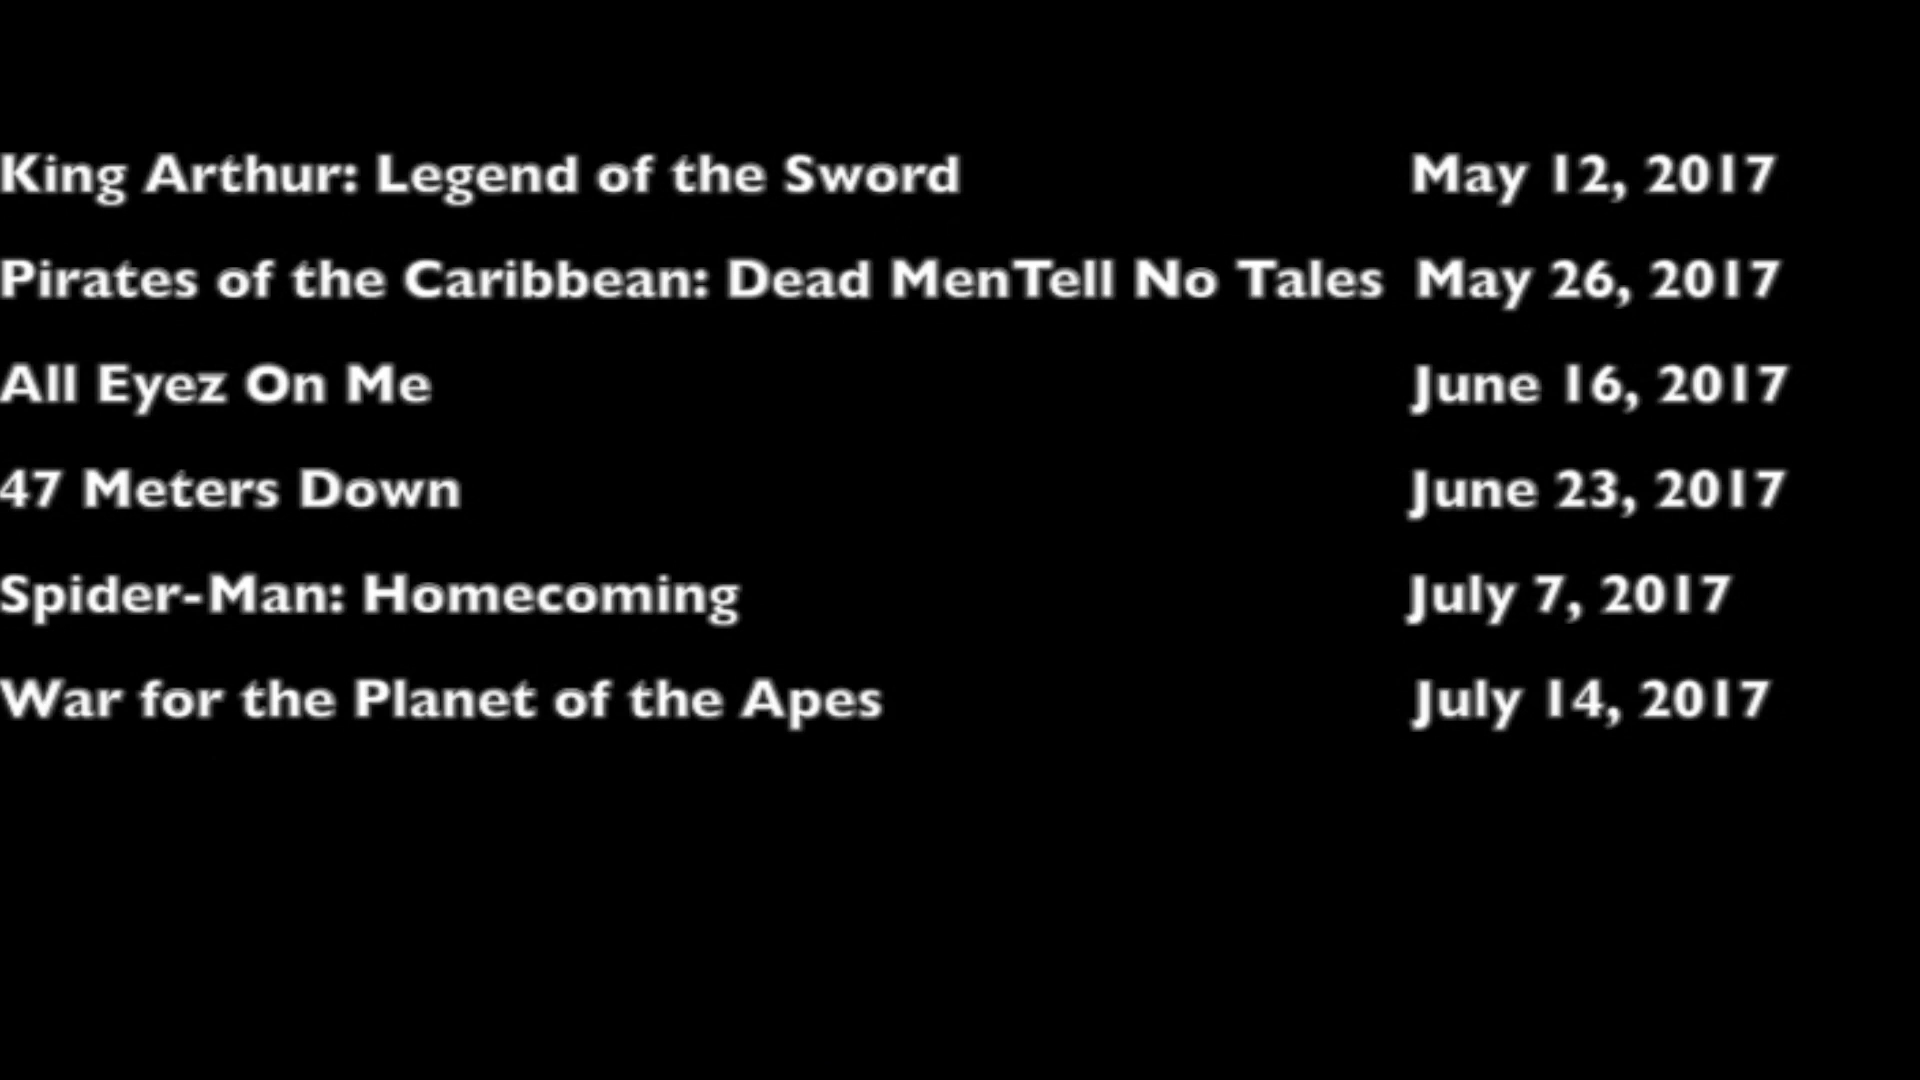 King Arthur: Legend of the Sword May 12, 2017
Pirates of the Caribbean: Dead MenTell No Tales May 26, 2017
All Eyez On Me June 16, 2017
47 Meters Down June 23, 2017
Spider-Man: Homecoming July 7, 2017
War for the Planet of the Apes July 14, 2017